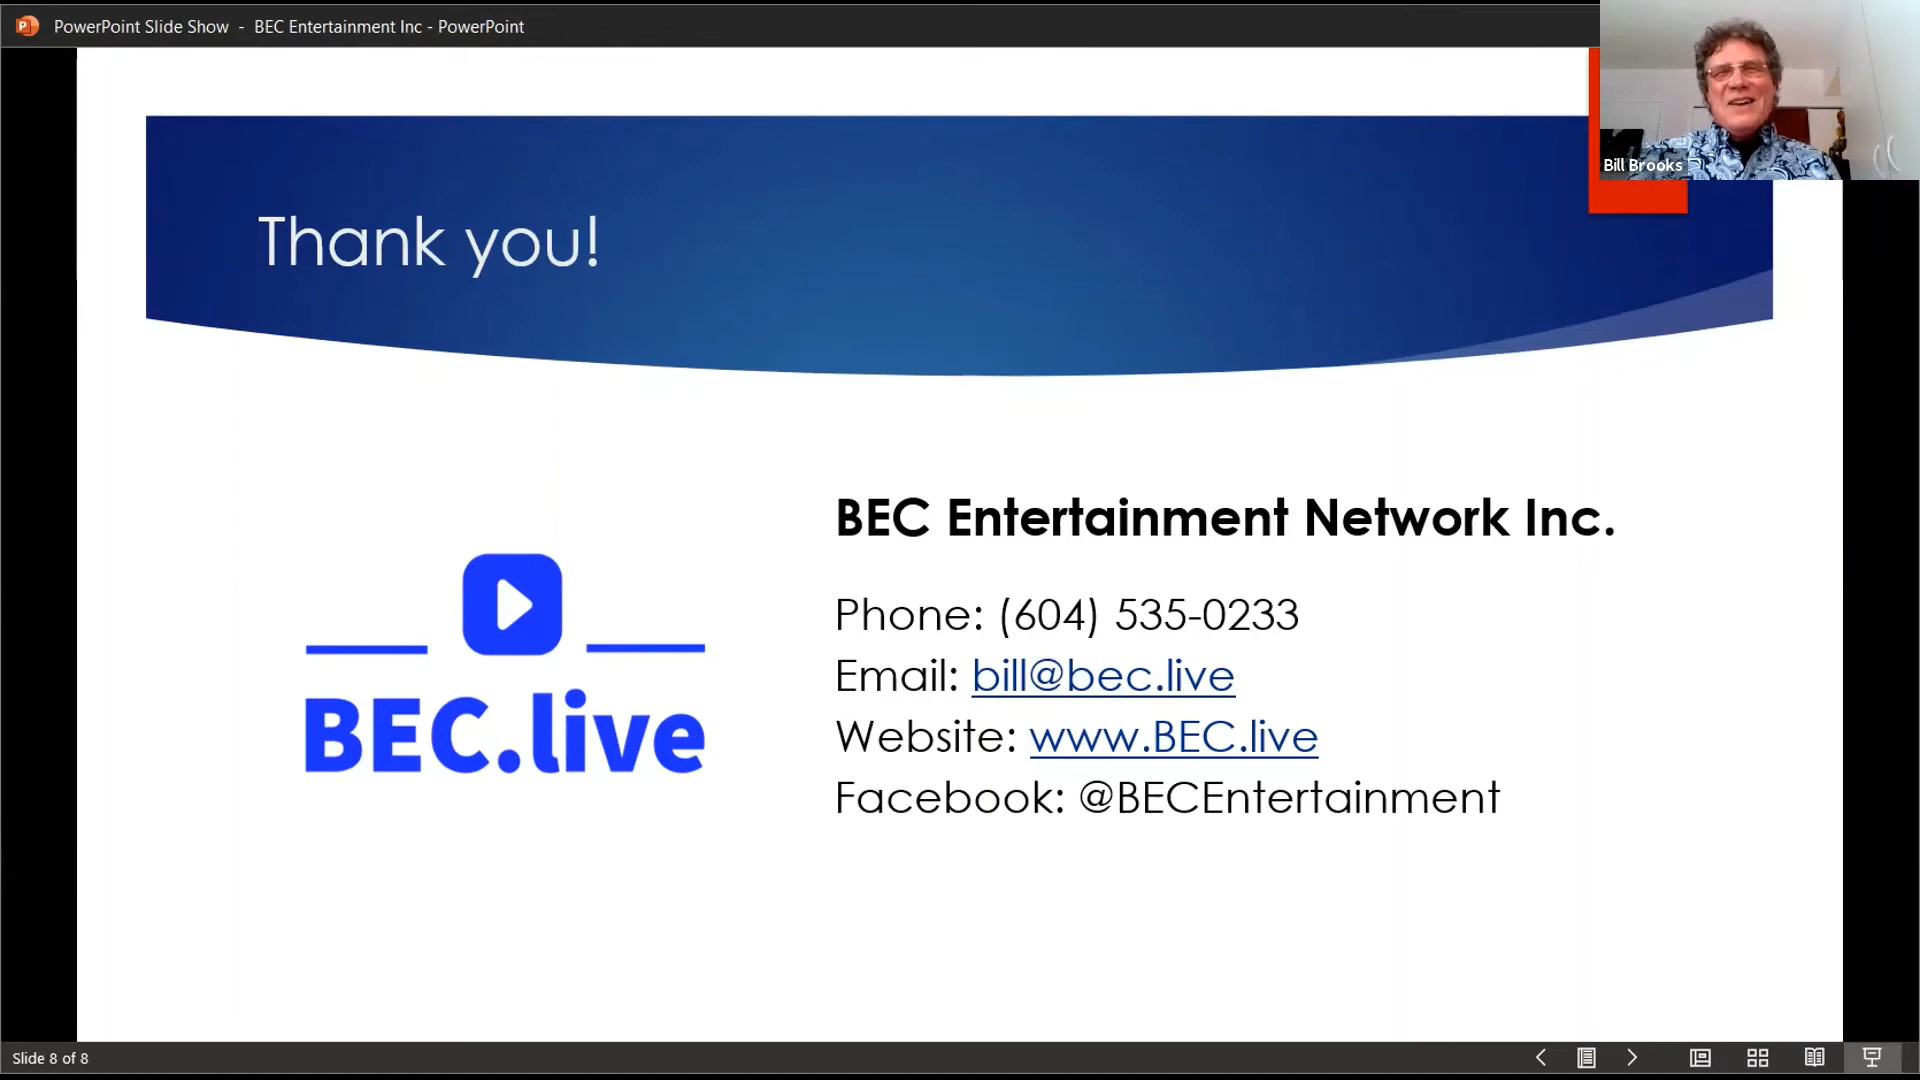 PowerPoint Slide Show - BEC Entertainment Inc - PowerPoint
Bill Brooks
Thank you!
BEC Entertainment Network Inc.
Phone: (604) 535-0233
Email: bill@bec.live
Website: www.BEC.live
Facebook: @BECEntertainment
BEC.live
Slide 8 of 8